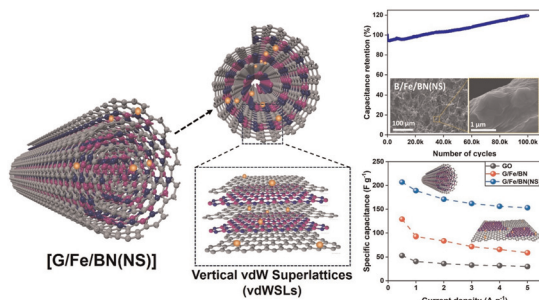 [G/Fe/BN(NS)]
Vertical vdW Superlattices
(vdWSLs)
Capacitance retention (%)
120
100
80
60
40
20
0
B/Fe/BN(NS)
100 μm
1 μm
0.0
20.0k
40.0k
60.0k
80.0k
100.0k
Number of cycles
Specific capacitance (F g⁻¹)
250
200
150
100
50
0
GO
G/Fe/BN
G/Fe/BN(NS)
0
1
2
3
4
5
Current density (A g⁻¹)